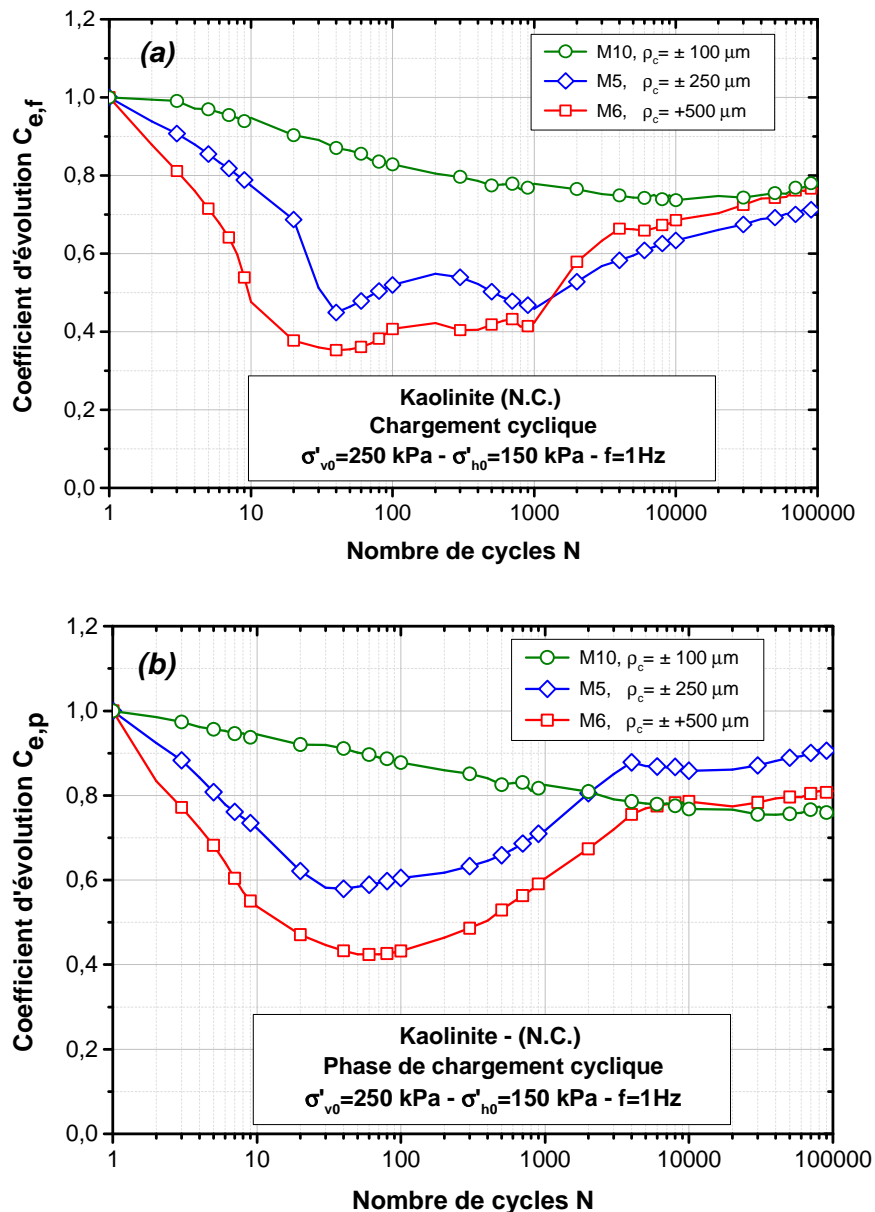 (a)
M10, ρc= ± 100 μm
M5, ρc= ± 250 μm
M6, ρc= +500 μm
Coefficient d'évolution Ce,f
1,2
1,0
0,8
0,6
0,4
0,2
0,0
Kaolinite (N.C.)
Chargement cyclique
σ'v0=250 kPa - σ'h0=150 kPa - f=1Hz
1 10 100 1000 10000 100000
Nombre de cycles N
(b)
M10, ρc= ± 100 μm
M5, ρc= ± 250 μm
M6, ρc= ± +500 μm
Coefficient d'évolution Ce,p
1,2
1,0
0,8
0,6
0,4
0,2
0,0
Kaolinite - (N.C.)
Phase de chargement cyclique
σ'v0=250 kPa - σ'h0=150 kPa - f=1Hz
1 10 100 1000 10000 100000
Nombre de cycles N